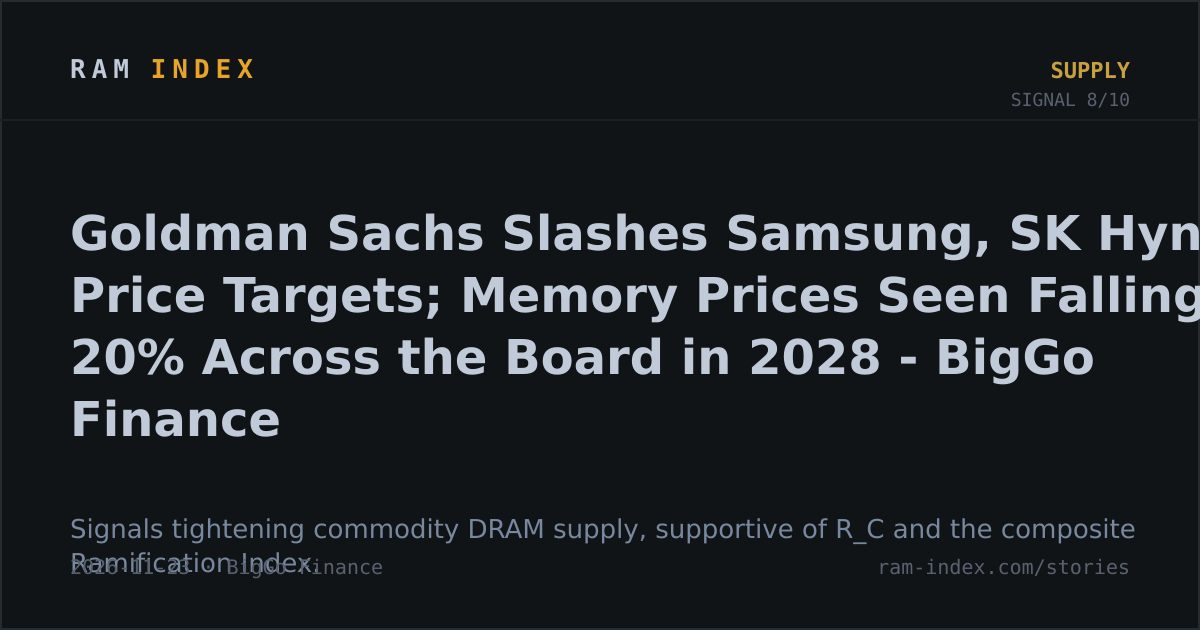 RAM INDEX
SUPPLY
SIGNAL 8/10
Goldman Sachs Slashes Samsung, SK Hyn
Price Targets; Memory Prices Seen Falling
20% Across the Board in 2028 - BigGo
Finance
Signals tightening commodity DRAM supply, supportive of R_C and the composite
Ramification Index.
BigGo Finance
ram-index.com/stories